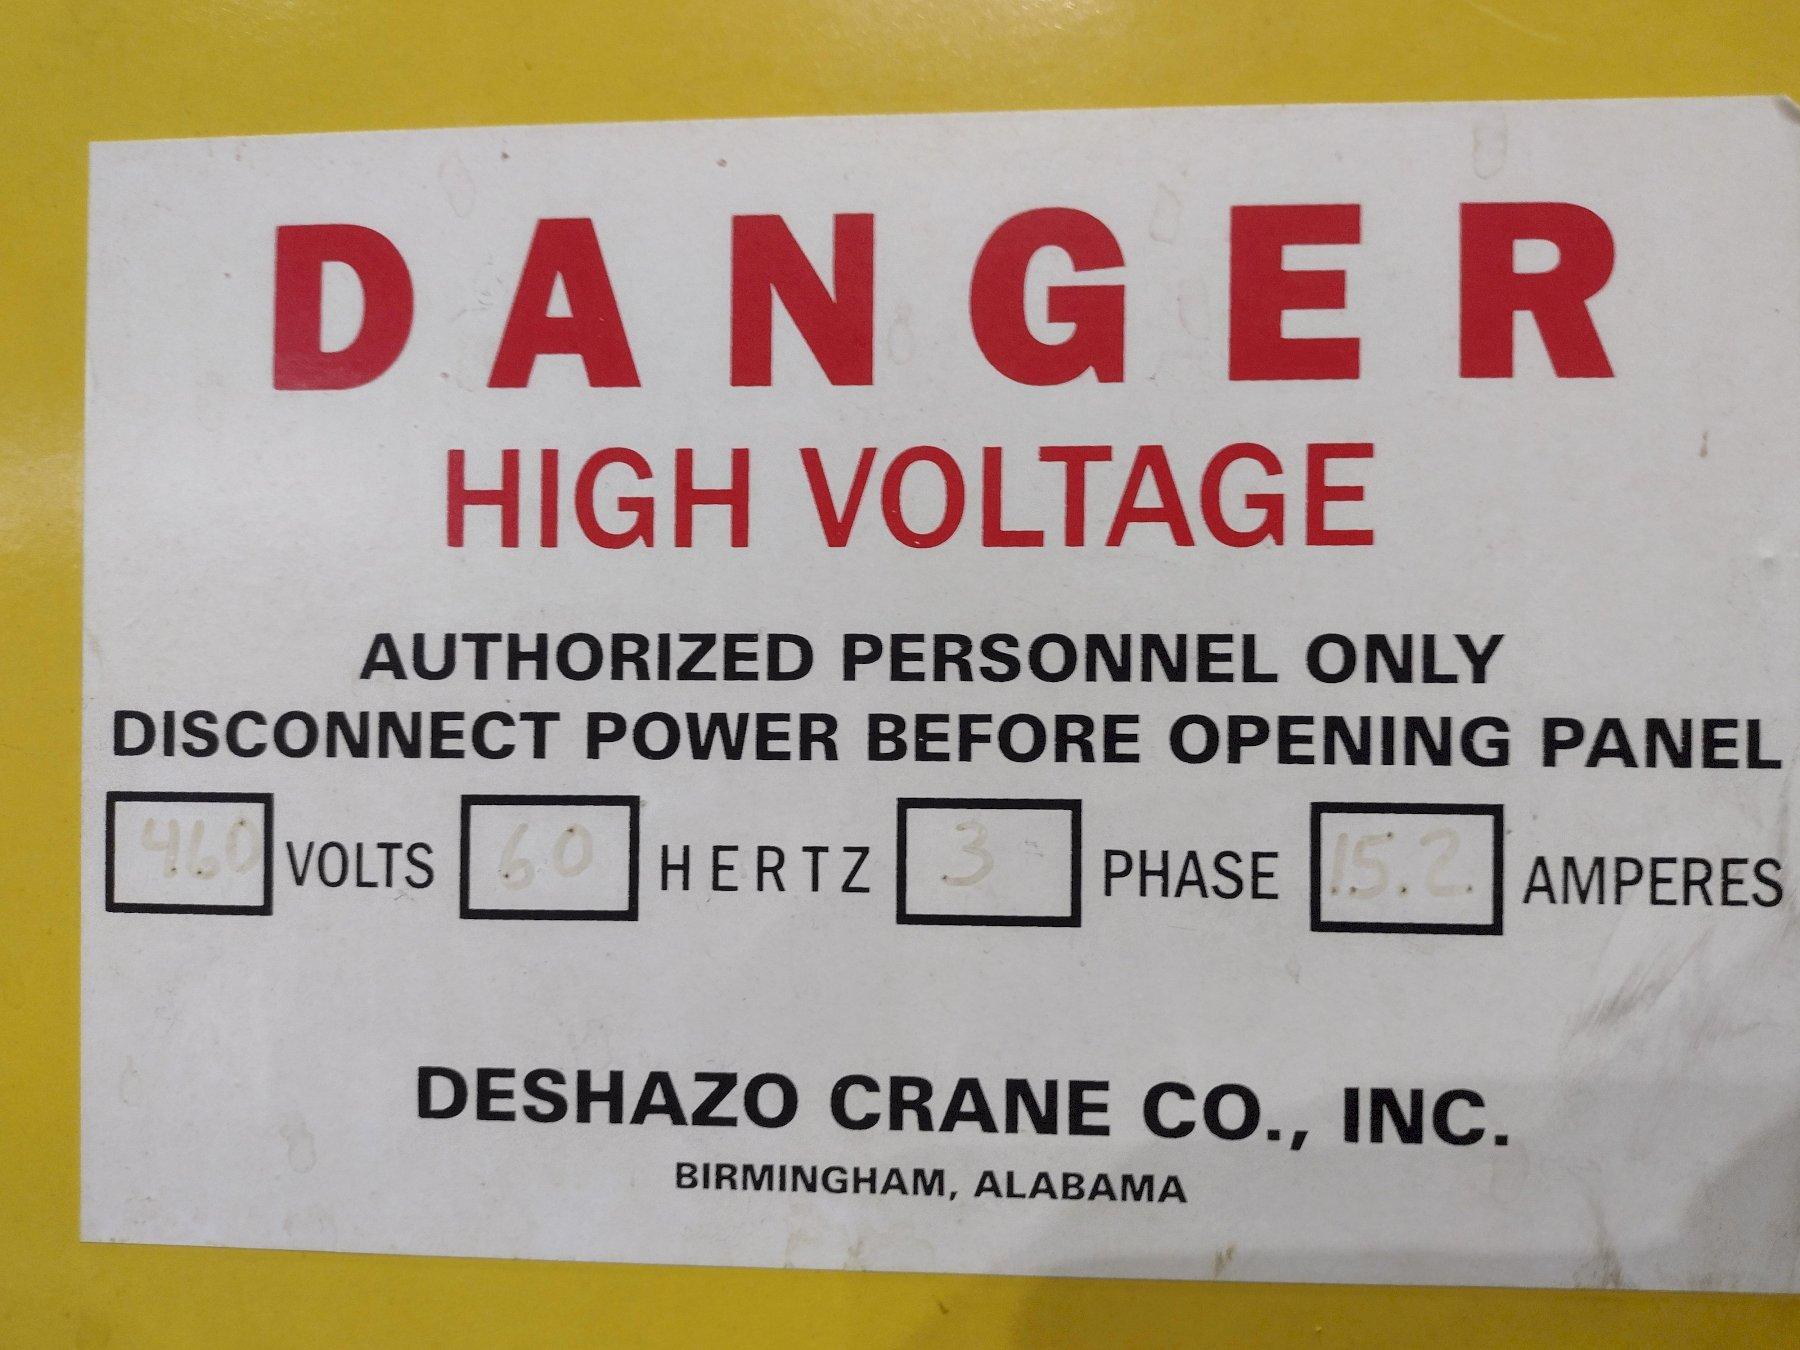 DANGER
HIGH VOLTAGE
AUTHORIZED PERSONNEL ONLY
DISCONNECT POWER BEFORE OPENING PANEL
460 VOLTS 60 HERTZ 3 PHASE 15.2 AMPERES
DESHAZO CRANE CO., INC.
BIRMINGHAM, ALABAMA